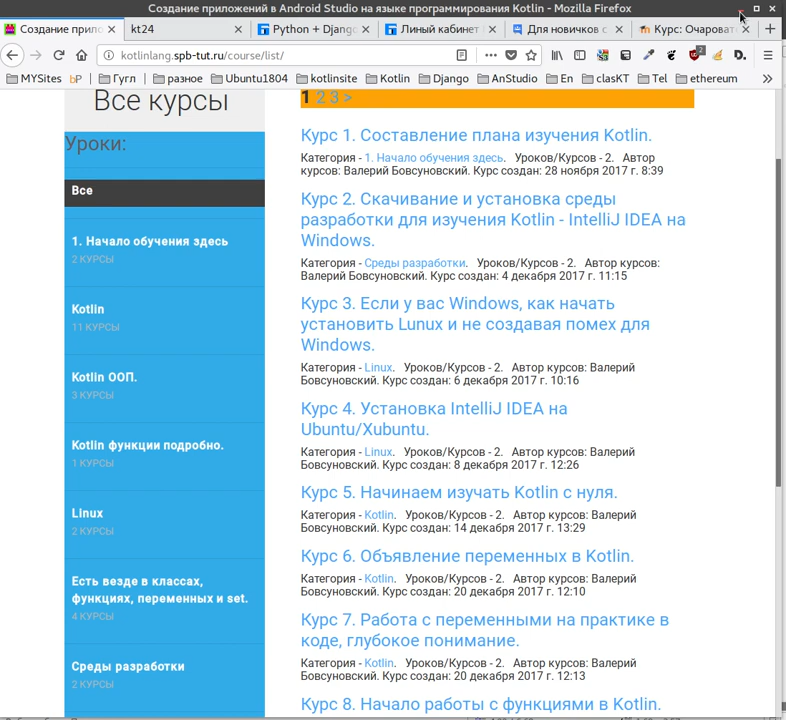 Создание приложений в Android Studio на языке программирования Kotlin - Mozilla Firefox
Создание прило
kt24
Python + Djang
Линый кабинет
Для новичков с
Курс: Очароват
kotlinlang.spb-tut.ru/course/list/
2
MYSites
bP
Гугл
разное
Ubuntu1804
kotlinsite
Kotlin
Django
AnStudio
En
clasKT
Tel
ethereum
Все курсы
Уроки:
Все
1. Начало обучения здесь
2 КУРСЫ
Kotlin
11 КУРСЫ
Kotlin ООП.
3 КУРСЫ
Kotlin функции подробно.
1 КУРСЫ
Linux
2 КУРСЫ
Есть везде в классах,
функциях, переменных и set.
4 КУРСЫ
Среды разработки
2 КУРСЫ
1 2 3 >
Курс 1. Составление плана изучения Kotlin.
Категория - 1. Начало обучения здесь. Уроков/Курсов - 2. Автор
курсов: Валерий Бовсуновский. Курс создан: 28 ноября 2017 г. 8:39
Курс 2. Скачивание и установка среды
разработки для изучения Kotlin - IntelliJ IDEA на
Windows.
Категория - Среды разработки. Уроков/Курсов - 2. Автор курсов:
Валерий Бовсуновский. Курс создан: 4 декабря 2017 г. 11:15
Курс 3. Если у вас Windows, как начать
установить Lunux и не создавая помех для
Windows.
Категория - Linux. Уроков/Курсов - 2. Автор курсов: Валерий
Бовсуновский. Курс создан: 6 декабря 2017 г. 10:16
Курс 4. Установка IntelliJ IDEA на
Ubuntu/Xubuntu.
Категория - Linux. Уроков/Курсов - 2. Автор курсов: Валерий
Бовсуновский. Курс создан: 8 декабря 2017 г. 12:26
Курс 5. Начинаем изучать Kotlin с нуля.
Категория - Kotlin. Уроков/Курсов - 2. Автор курсов: Валерий
Бовсуновский. Курс создан: 14 декабря 2017 г. 13:29
Курс 6. Объявление переменных в Kotlin.
Категория - Kotlin. Уроков/Курсов - 2. Автор курсов: Валерий
Бовсуновский. Курс создан: 20 декабря 2017 г. 12:10
Курс 7. Работа с переменными на практике в
коде, глубокое понимание.
Категория - Kotlin. Уроков/Курсов - 2. Автор курсов: Валерий
Бовсуновский. Курс создан: 20 декабря 2017 г. 12:13
Курс 8. Начало работы с функциями в Kotlin.